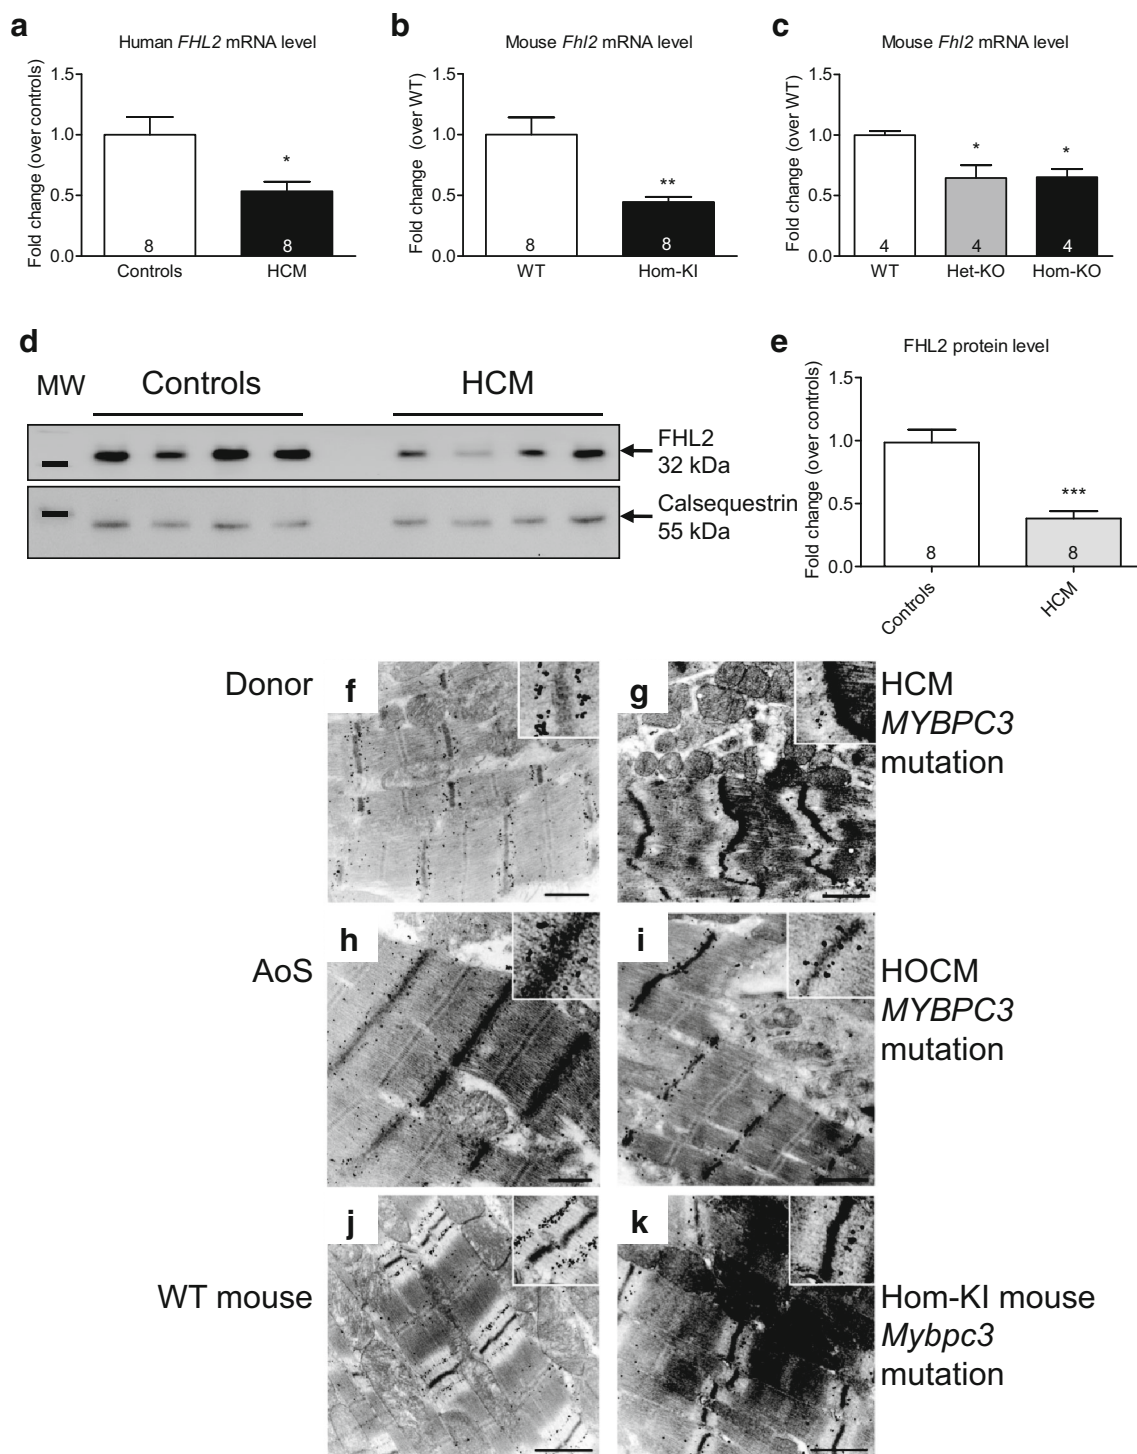 a
Human FHL2 mRNA level
Fold change (over controls)
1.5
1.0
0.5
0.0
*
8
8
Controls
HCM
b
Mouse Fhl2 mRNA level
Fold change (over WT)
1.5
1.0
0.5
0.0
**
8
8
WT
Hom-KI
c
Mouse Fhl2 mRNA level
Fold change (over WT)
1.5
1.0
0.5
0.0
*
*
4
4
4
WT
Het-KO
Hom-KO
d
MW
Controls
HCM
FHL2
32 kDa
Calsequestrin
55 kDa
e
FHL2 protein level
Fold change (over controls)
1.5
1.0
0.5
0.0
***
8
8
Controls
HCM
Donor
f
g
HCM
MYBPC3
mutation
AoS
h
i
HOCM
MYBPC3
mutation
WT mouse
j
k
Hom-KI mouse
Mybpc3
mutation